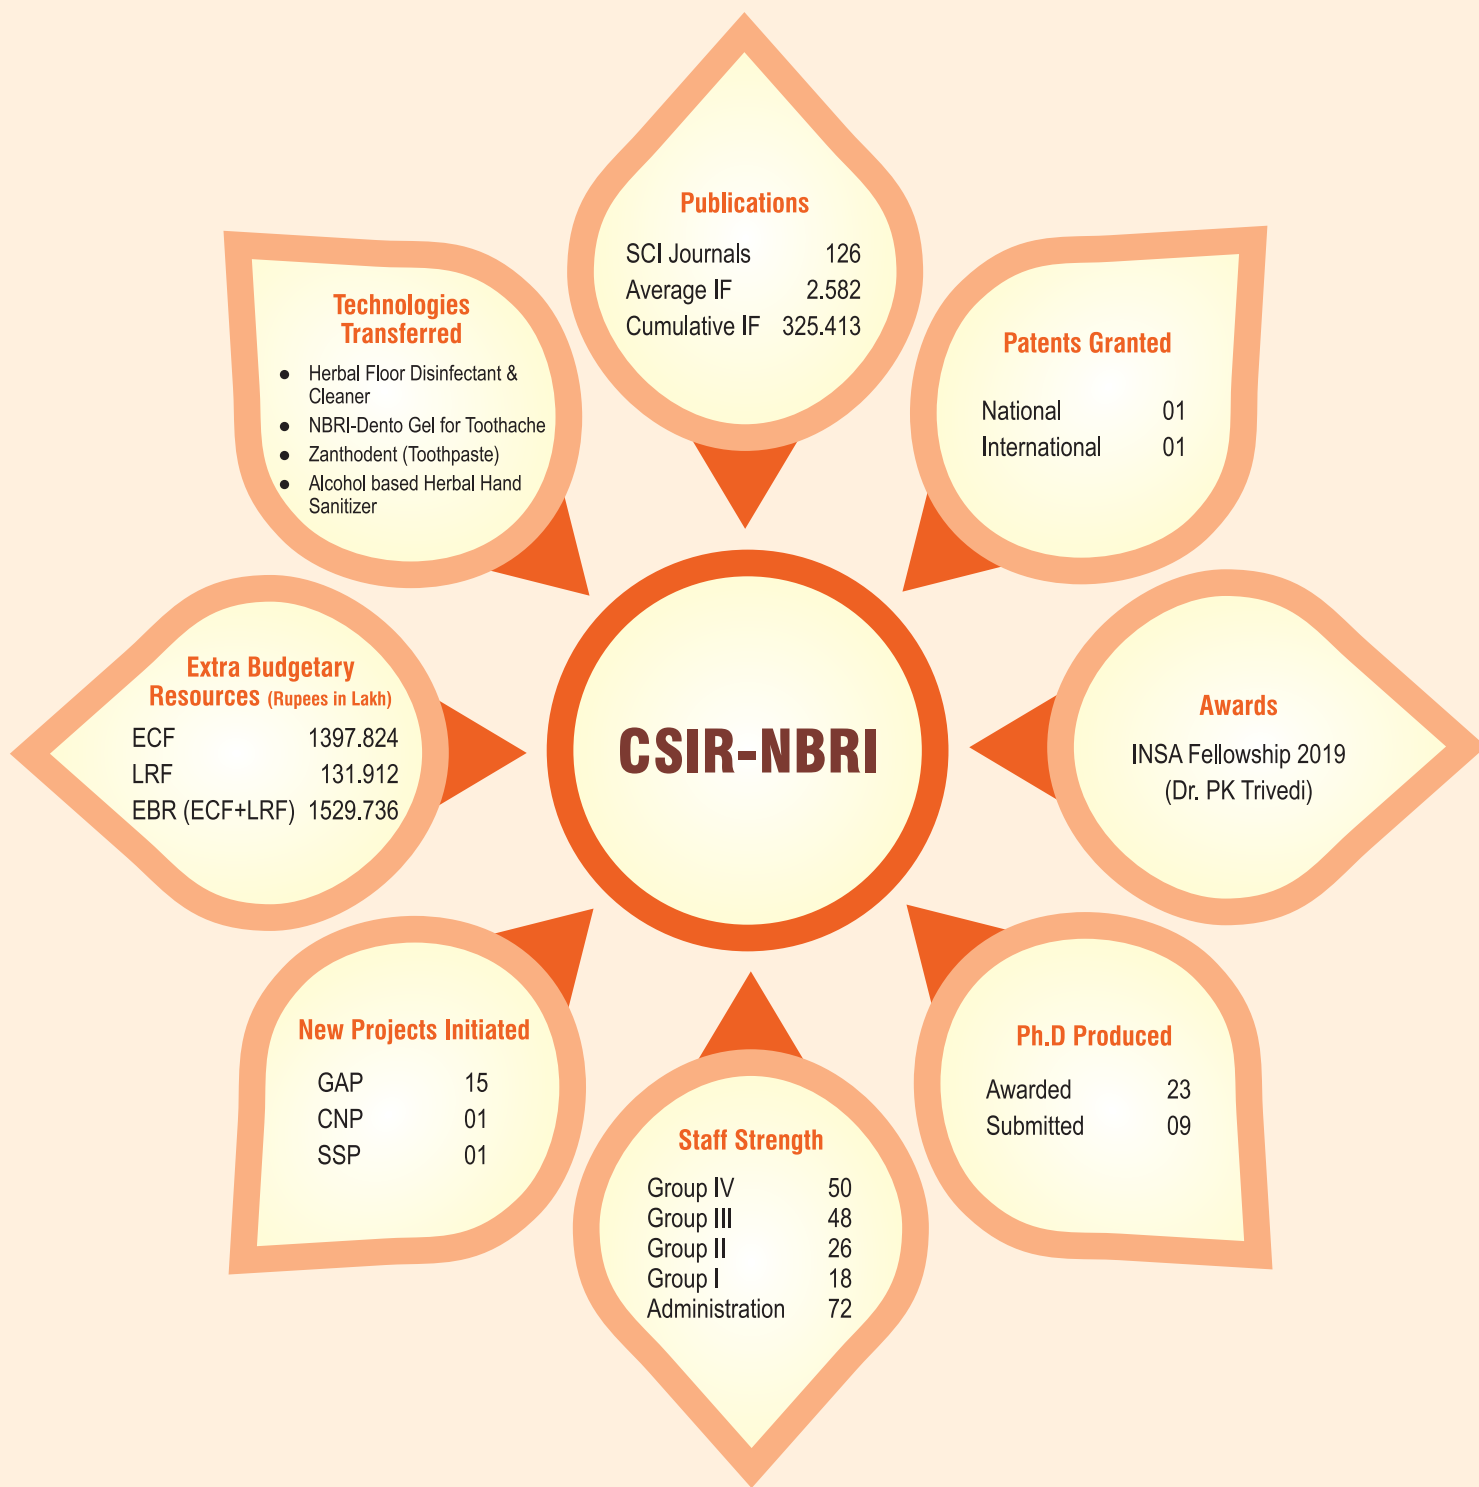 Publications
SCI Journals 126
Average IF 2.582
Cumulative IF 325.413
Patents Granted
National 01
International 01
Awards
INSA Fellowship 2019
(Dr. PK Trivedi)
Ph.D Produced
Awarded 23
Submitted 09
Staff Strength
Group IV 50
Group III 48
Group II 26
Group I 18
Administration 72
New Projects Initiated
GAP 15
CNP 01
SSP 01
Extra Budgetary
Resources (Rupees in Lakh)
ECF 1397.824
LRF 131.912
EBR (ECF+LRF) 1529.736
Technologies
Transferred
● Herbal Floor Disinfectant &
Cleaner
● NBRI-Dento Gel for Toothache
● Zanthodent (Toothpaste)
● Alcohol based Herbal Hand
Sanitizer
CSIR-NBRI